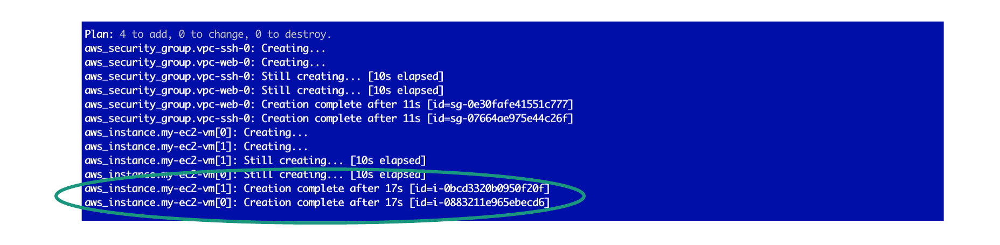 Plan: 4 to add, 0 to change, 0 to destroy.
aws_security_group.vpc-ssh-0: Creating...
aws_security_group.vpc-web-0: Creating...
aws_security_group.vpc-ssh-0: Still creating... [10s elapsed]
aws_security_group.vpc-web-0: Still creating... [10s elapsed]
aws_security_group.vpc-web-0: Creation complete after 11s [id=sg-0e30fafe41551c777]
aws_security_group.vpc-ssh-0: Creation complete after 11s [id=sg-07664ae975e44c26f]
aws_instance.my-ec2-vm[0]: Creating...
aws_instance.my-ec2-vm[1]: Creating...
aws_instance.my-ec2-vm[1]: Still creating... [10s elapsed]
aws_instance.my-ec2-vm[0]: Still creating... [10s elapsed]
aws_instance.my-ec2-vm[1]: Creation complete after 17s [id=i-0bcd3320b0950f20f]
aws_instance.my-ec2-vm[0]: Creation complete after 17s [id=i-0883211e965ebecd6]